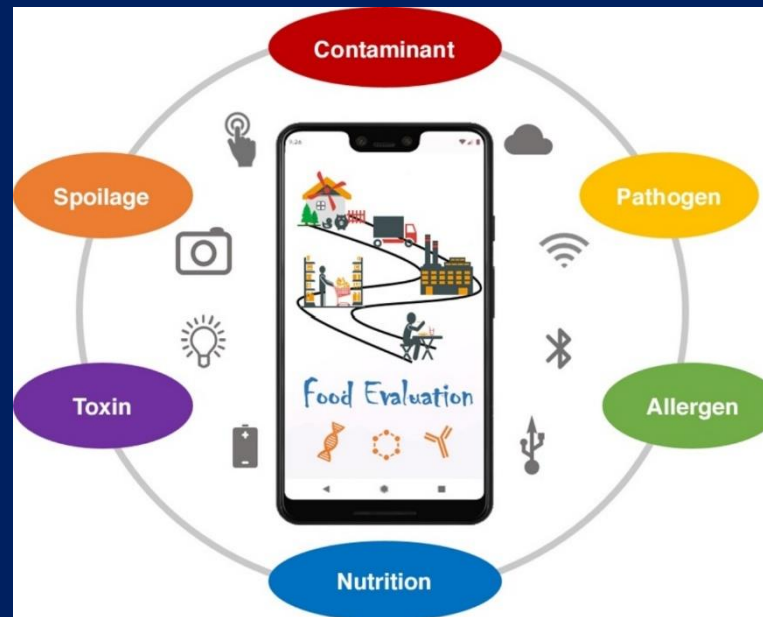 Contaminant
Spoilage
Pathogen
Toxin
Allergen
Food Evaluation
Nutrition